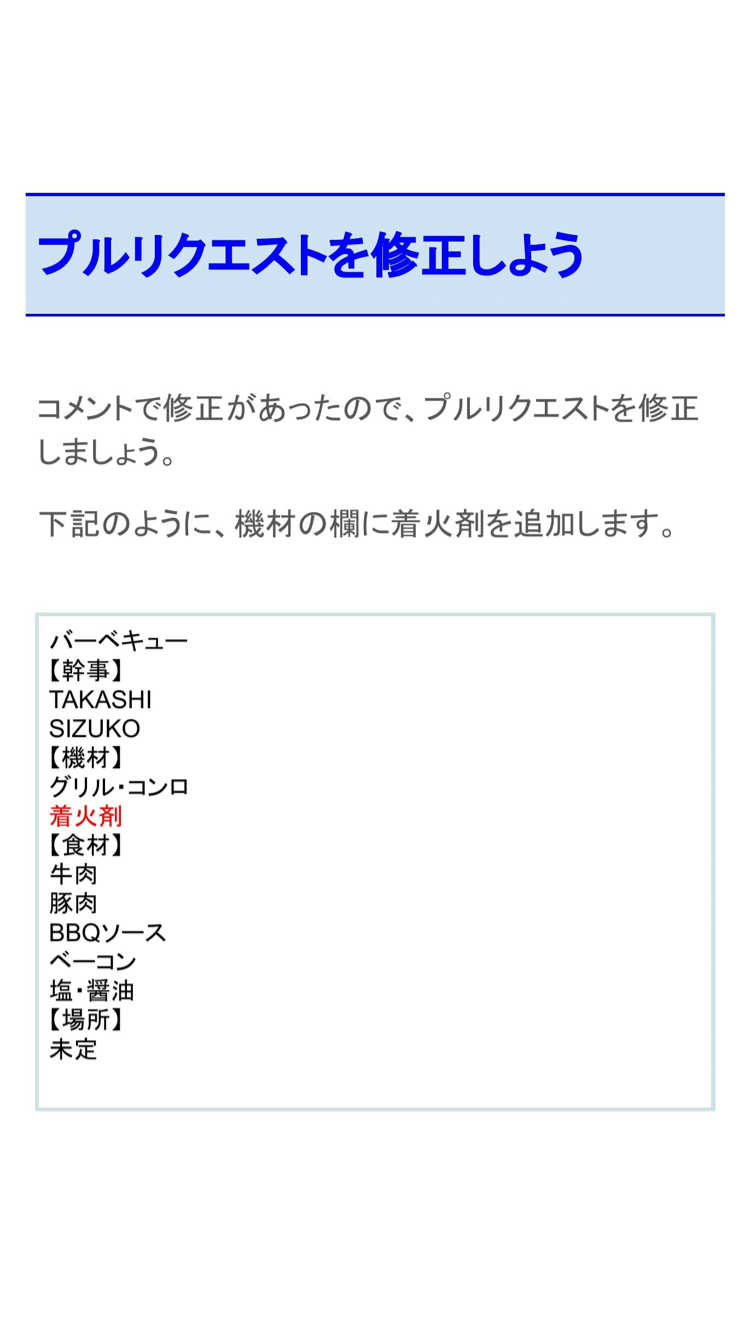 プルリクエストを修正しよう
コメントで修正があったので、プルリクエストを修正
しましょう。
下記のように、機材の欄に着火剤を追加します。
バーベキュー
【幹事】
TAKASHI
SIZUKO
【機材】
グリル・コンロ
着火剤
【食材】
牛肉
豚肉
BBQソース
ベーコン
塩・醤油
【場所】
未定